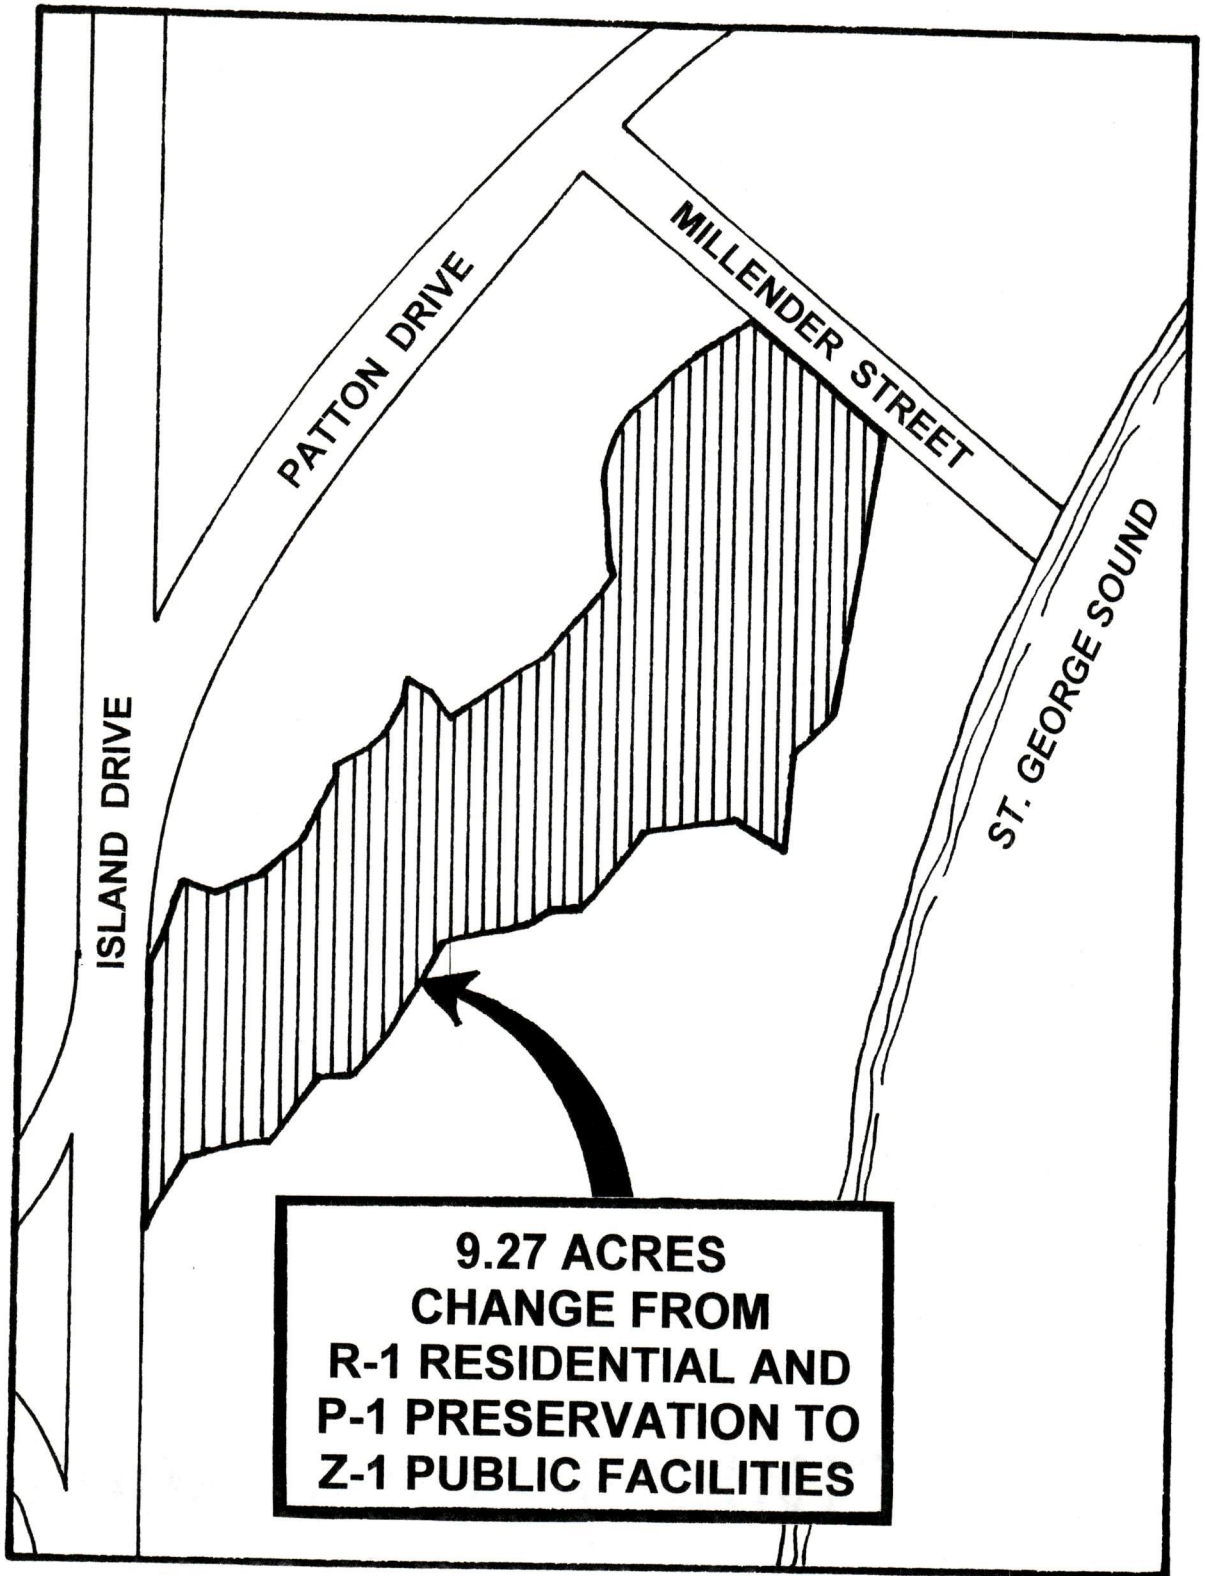 MILLENDER STREET
PATTON DRIVE
ST. GEORGE SOUND
ISLAND DRIVE
9.27 ACRES
CHANGE FROM
R-1 RESIDENTIAL AND
P-1 PRESERVATION TO
Z-1 PUBLIC FACILITIES